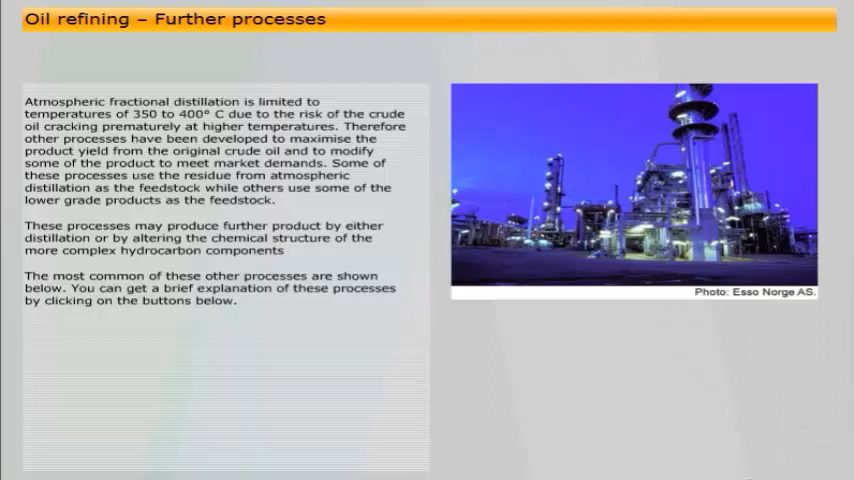 Oil refining – Further processes
Atmospheric fractional distillation is limited to
temperatures of 350 to 400° C due to the risk of the crude
oil cracking prematurely at higher temperatures. Therefore
other processes have been developed to maximise the
product yield from the original crude oil and to modify
some of the product to meet market demands. Some of
these processes use the residue from atmospheric
distillation as the feedstock while others use some of the
lower grade products as the feedstock.
These processes may produce further product by either
distillation or by altering the chemical structure of the
more complex hydrocarbon components
The most common of these other processes are shown
below. You can get a brief explanation of these processes
by clicking on the buttons below.
Photo: Esso Norge AS.